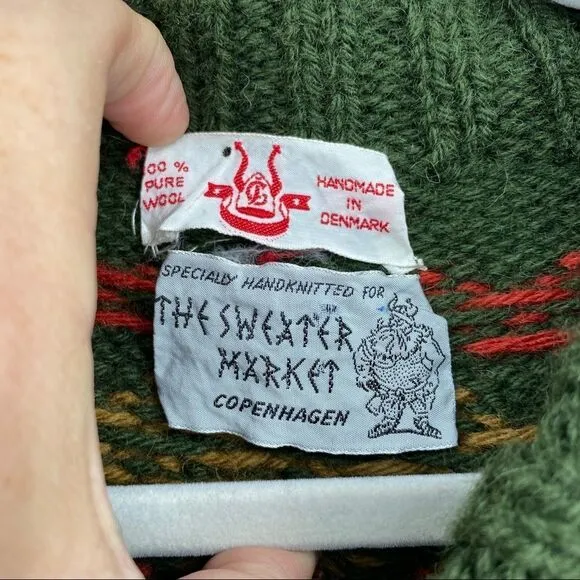 00 %
PURE
WOOL
HANDMADE
IN
DENMARK
SPECIALLY HANDKNITTED FOR
THE SWEATER
MARKET
COPENHAGEN